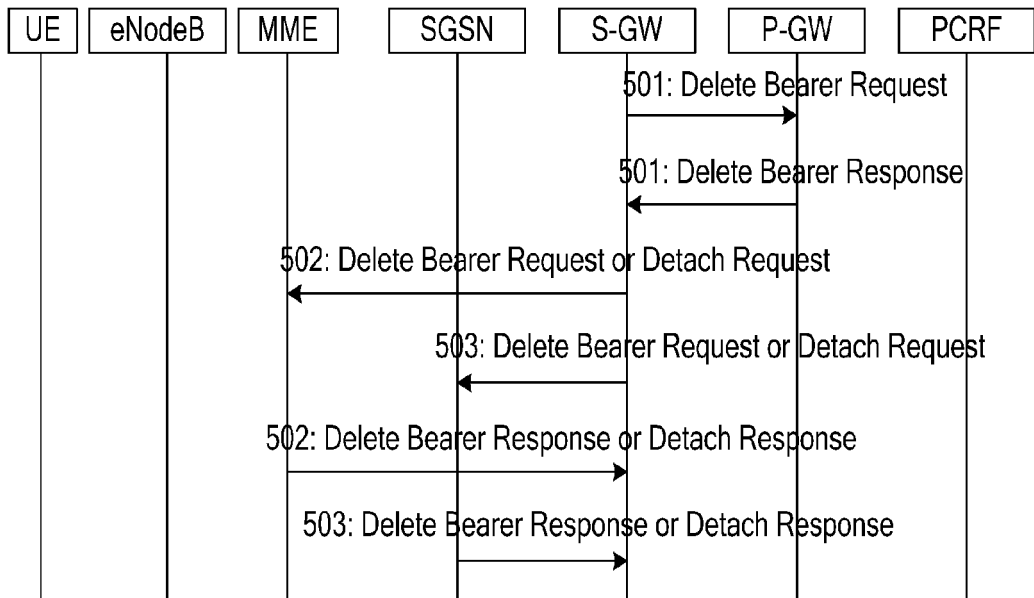 UE eNodeB MME SGSN S-GW P-GW PCRF
501: Delete Bearer Request
501: Delete Bearer Response
502: Delete Bearer Request or Detach Request
503: Delete Bearer Request or Detach Request
502: Delete Bearer Response or Detach Response
503: Delete Bearer Response or Detach Response